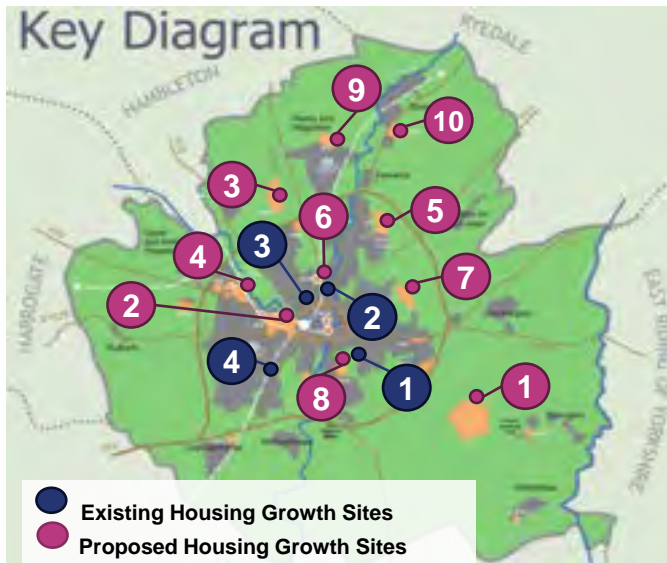 Key Diagram
RYEDALE
HAMBLETON
9
10
3
6
5
3
4
7
2
2
HARROGATE
4
8
1
1
EAST RIDING OF YORKSHIRE
Existing Housing Growth Sites
Proposed Housing Growth Sites